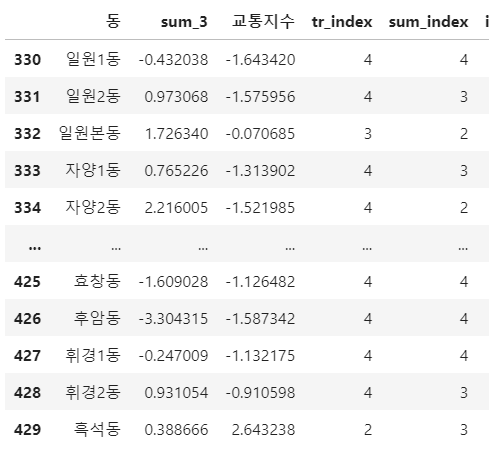 동 sum_3 교통지수 tr_index sum_index
330 일원1동 -0.432038 -1.643420 4 4
331 일원2동 0.973068 -1.575956 4 3
332 일원본동 1.726340 -0.070685 3 2
333 자양1동 0.765226 -1.313902 4 3
334 자양2동 2.216005 -1.521985 4 2
... ... ... ... ... ...
425 효창동 -1.609028 -1.126482 4 4
426 후암동 -3.304315 -1.587342 4 4
427 휘경1동 -0.247009 -1.132175 4 4
428 휘경2동 0.931054 -0.910598 4 3
429 흑석동 0.388666 2.643238 2 3